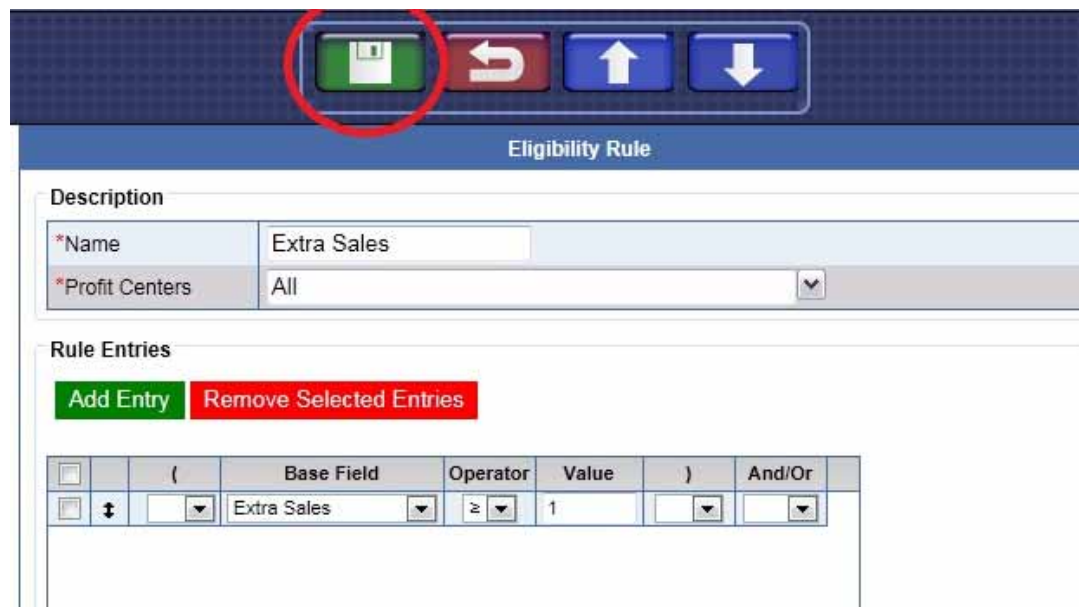 Eligibility Rule
Description
*Name Extra Sales
*Profit Centers All
Rule Entries
Add Entry Remove Selected Entries
( Base Field Operator Value ) And/Or
Extra Sales ≥ 1